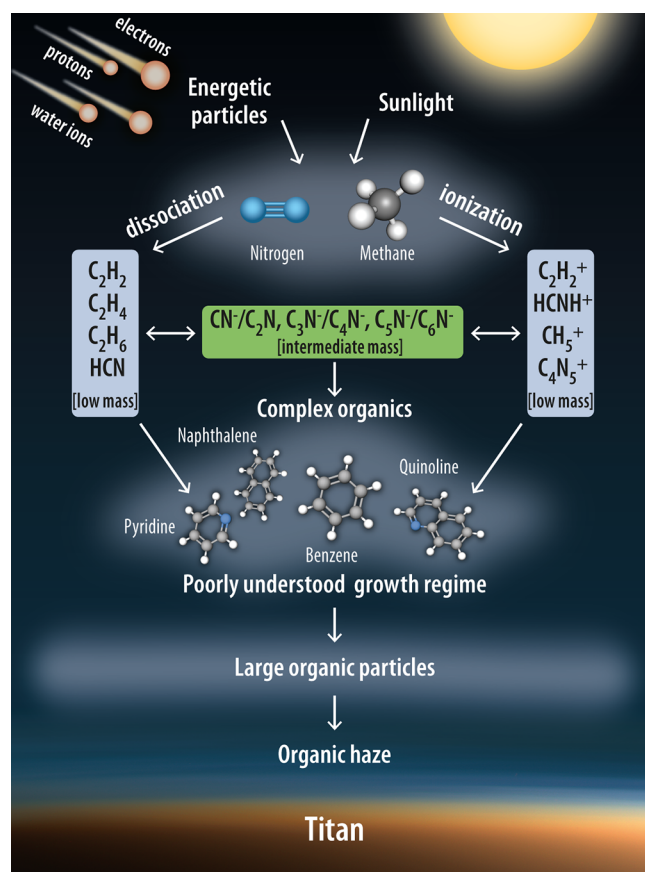 electrons
protons
water ions
Energetic
particles
Sunlight
dissociation
ionization
Nitrogen
Methane
C₂H₂
C₂H₄
C₂H₆
HCN
[low mass]
CN⁻/C₂N, C₃N⁻/C₄N⁻, C₅N⁻/C₆N⁻
[intermediate mass]
C₂H₂⁺
HCNH⁺
CH₅⁺
C₄N₅⁺
[low mass]
Complex organics
Naphthalene
Quinoline
Pyridine
Benzene
Poorly understood growth regime
Large organic particles
Organic haze
Titan